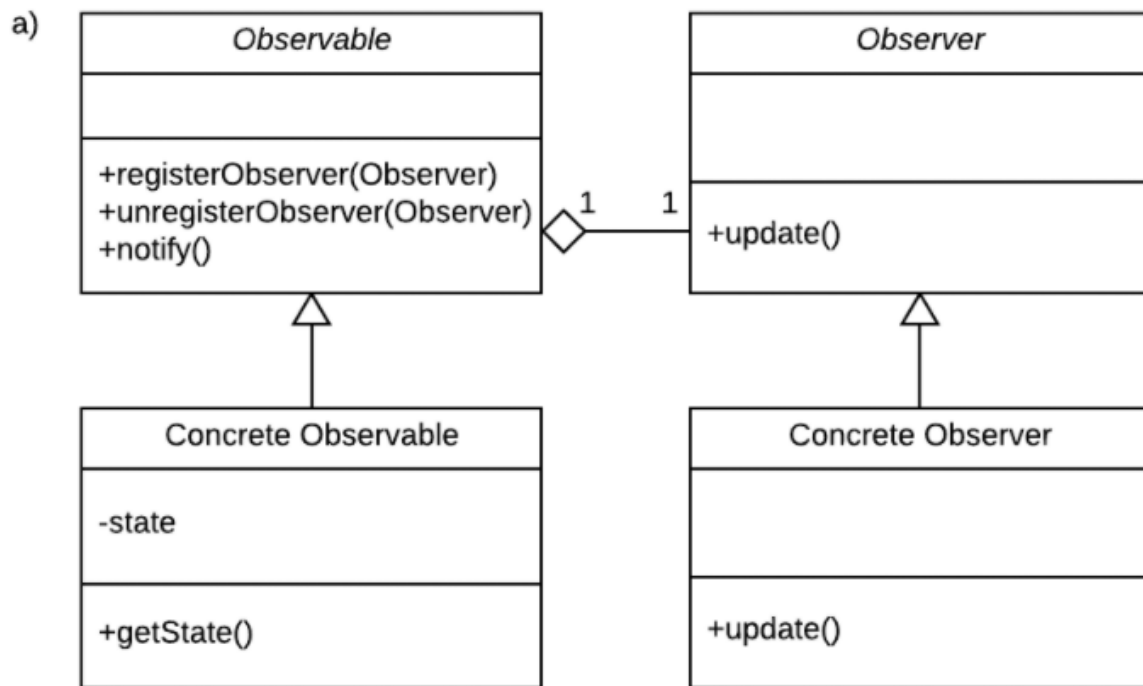 a)
Observable
+registerObserver(Observer)
+unregisterObserver(Observer)
+notify()
1
1
Observer
+update()
Concrete Observable
-state
+getState()
Concrete Observer
+update()